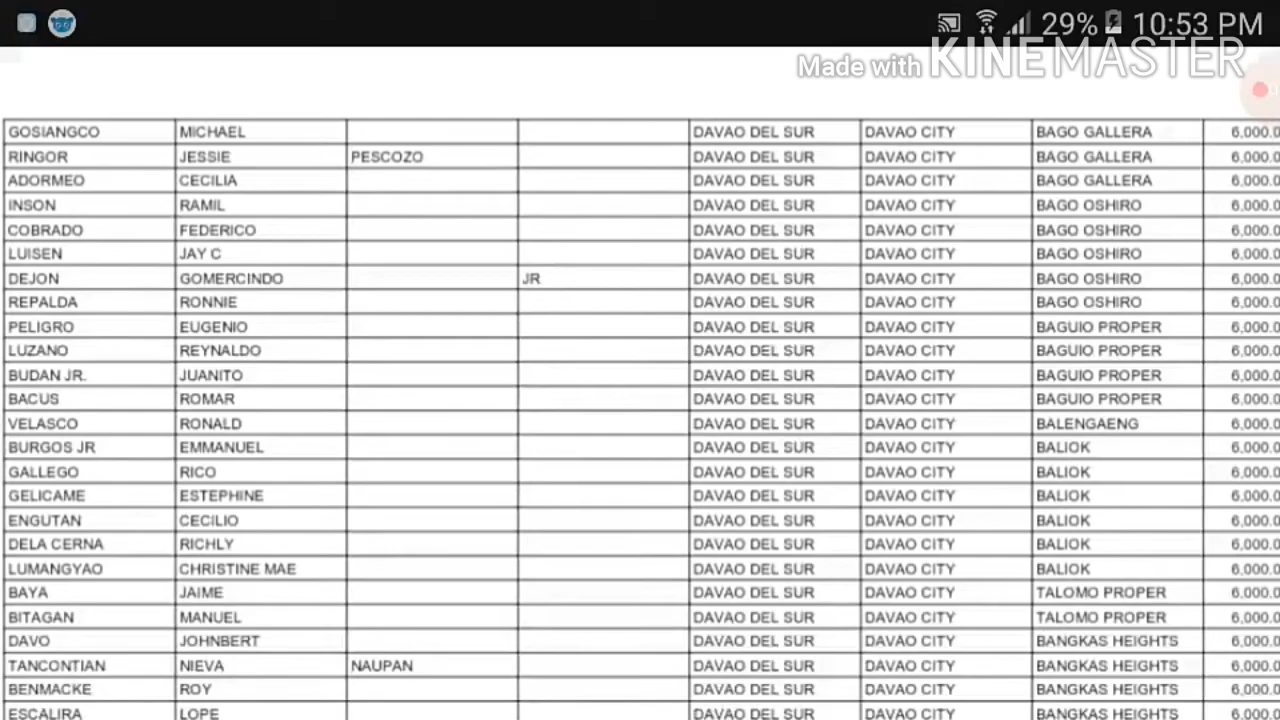 29% 10:53 PM
Made with KINEMASTER
GOSIANGCO MICHAEL DAVAO DEL SUR DAVAO CITY BAGO GALLERA 6,000.0
RINGOR JESSIE PESCOZO DAVAO DEL SUR DAVAO CITY BAGO GALLERA 6,000.0
ADORMEO CECILIA DAVAO DEL SUR DAVAO CITY BAGO GALLERA 6,000.0
INSON RAMIL DAVAO DEL SUR DAVAO CITY BAGO OSHIRO 6,000.0
COBRADO FEDERICO DAVAO DEL SUR DAVAO CITY BAGO OSHIRO 6,000.0
LUISEN JAY C DAVAO DEL SUR DAVAO CITY BAGO OSHIRO 6,000.0
DEJON GOMERCINDO JR DAVAO DEL SUR DAVAO CITY BAGO OSHIRO 6,000.0
REPALDA RONNIE DAVAO DEL SUR DAVAO CITY BAGO OSHIRO 6,000.0
PELIGRO EUGENIO DAVAO DEL SUR DAVAO CITY BAGUIO PROPER 6,000.0
LUZANO REYNALDO DAVAO DEL SUR DAVAO CITY BAGUIO PROPER 6,000.0
BUDAN JR. JUANITO DAVAO DEL SUR DAVAO CITY BAGUIO PROPER 6,000.0
BACUS ROMAR DAVAO DEL SUR DAVAO CITY BAGUIO PROPER 6,000.0
VELASCO RONALD DAVAO DEL SUR DAVAO CITY BALENGAENG 6,000.0
BURGOS JR EMMANUEL DAVAO DEL SUR DAVAO CITY BALIOK 6,000.0
GALLEGO RICO DAVAO DEL SUR DAVAO CITY BALIOK 6,000.0
GELICAME ESTEPHINE DAVAO DEL SUR DAVAO CITY BALIOK 6,000.0
ENGUTAN CECILIO DAVAO DEL SUR DAVAO CITY BALIOK 6,000.0
DELA CERNA RICHLY DAVAO DEL SUR DAVAO CITY BALIOK 6,000.0
LUMANGYAO CHRISTINE MAE DAVAO DEL SUR DAVAO CITY BALIOK 6,000.0
BAYA JAIME DAVAO DEL SUR DAVAO CITY TALOMO PROPER 6,000.0
BITAGAN MANUEL DAVAO DEL SUR DAVAO CITY TALOMO PROPER 6,000.0
DAVO JOHNBERT DAVAO DEL SUR DAVAO CITY BANGKAS HEIGHTS 6,000.0
TANCONTIAN NIEVA NAUPAN DAVAO DEL SUR DAVAO CITY BANGKAS HEIGHTS 6,000.0
BENMACKE ROY DAVAO DEL SUR DAVAO CITY BANGKAS HEIGHTS 6,000.0
ESCALIRA LOPE DAVAO DEL SUR DAVAO CITY BANGKAS HEIGHTS 6,000.0